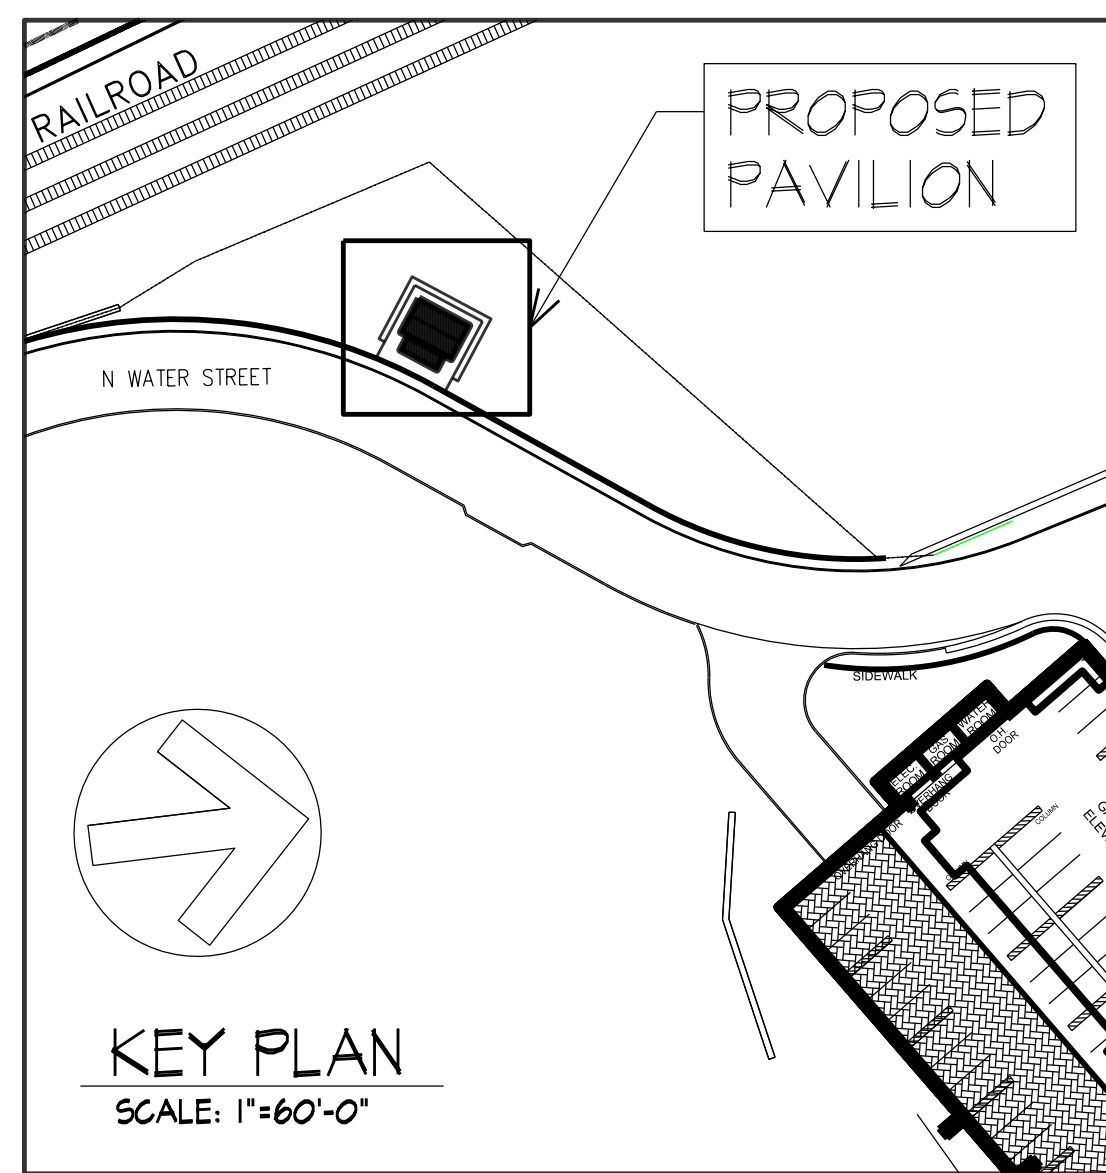 RAILROAD
PROPOSED
PAVILION
N WATER STREET
SIDEWALK
WATER
ROOM
GAS
ROOM
ELEC.
ROOM
O.H.
DOOR
COLUMN
KEY PLAN
SCALE: 1"=60'-0"